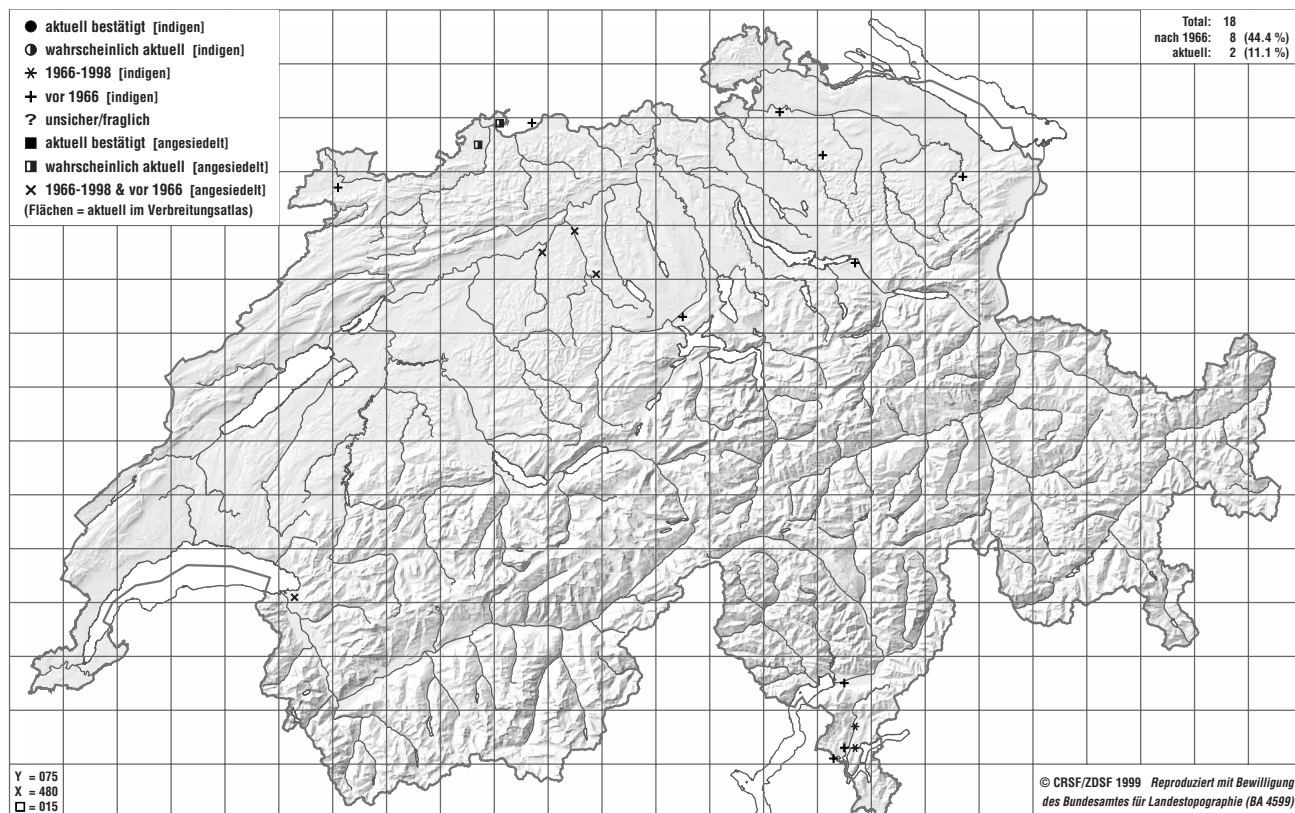 aktuell bestätigt [indigen]
wahrscheinlich aktuell [indigen]
1966-1998 [indigen]
vor 1966 [indigen]
? unsicher/fraglich
aktuell bestätigt [angesiedelt]
wahrscheinlich aktuell [angesiedelt]
1966-1998 & vor 1966 [angesiedelt]
(Flächen = aktuell im Verbreitungsatlas)
Total: 18
nach 1966: 8 (44.4 %)
aktuell: 2 (11.1 %)
Y = 075
X = 480
= 015
© CRSF/ZDSF 1999 Reproduziert mit Bewilligung
des Bundesamtes für Landestopographie (BA 4599)